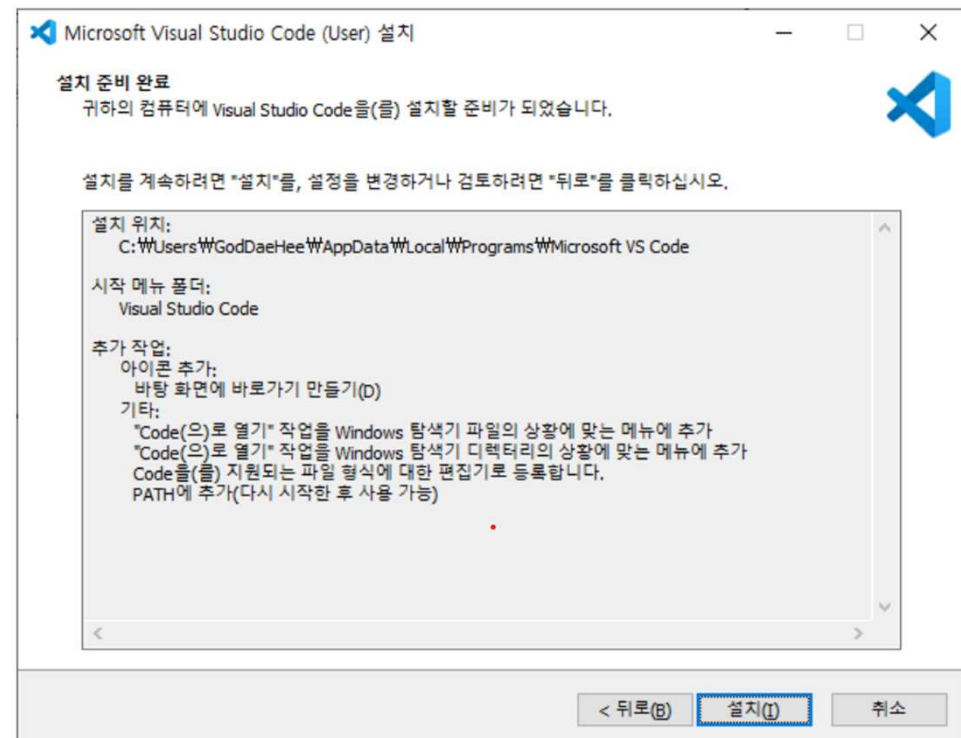 Microsoft Visual Studio Code (User) 설치
설치 준비 완료
귀하의 컴퓨터에 Visual Studio Code을(를) 설치할 준비가 되었습니다.
설치를 계속하려면 "설치"를, 설정을 변경하거나 검토하려면 "뒤로"를 클릭하십시오.
설치 위치:
C:₩Users₩GodDaeHee₩AppData₩Local₩Programs₩Microsoft VS Code
시작 메뉴 폴더:
Visual Studio Code
추가 작업:
아이콘 추가:
바탕 화면에 바로가기 만들기(D)
기타:
"Code(으)로 열기" 작업을 Windows 탐색기 파일의 상황에 맞는 메뉴에 추가
"Code(으)로 열기" 작업을 Windows 탐색기 디렉터리의 상황에 맞는 메뉴에 추가
Code을(를) 지원되는 파일 형식에 대한 편집기로 등록합니다.
PATH에 추가(다시 시작한 후 사용 가능)
< 뒤로(B) 설치(I) 취소